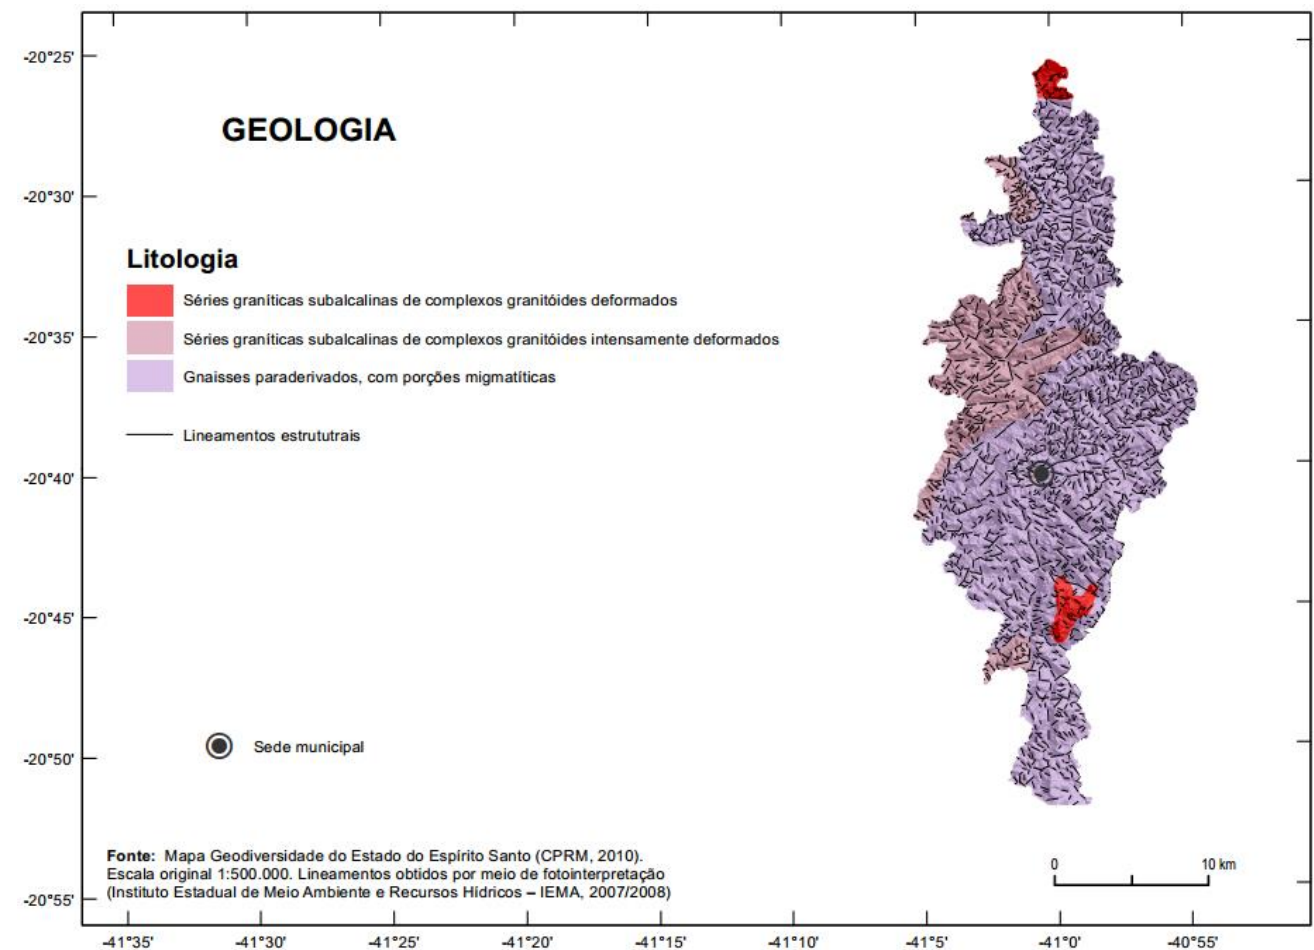 GEOLOGIA
Litologia
Séries graníticas subalcalinas de complexos granitóides deformados
Séries graníticas subalcalinas de complexos granitóides intensamente deformados
Gnaisses paraderivados, com porções migmatíticas
Lineamentos estrututrais
Sede municipal
Fonte: Mapa Geodiversidade do Estado do Espírito Santo (CPRM, 2010).
Escala original 1:500.000. Lineamentos obtidos por meio de fotointerpretação
(Instituto Estadual de Meio Ambiente e Recursos Hídricos – IEMA, 2007/2008)
0 10 km
-20°25'
-20°30'
-20°35'
-20°40'
-20°45'
-20°50'
-20°55'
-41°35' -41°30' -41°25' -41°20' -41°15' -41°10' -41°5' -41°0' -40°55'